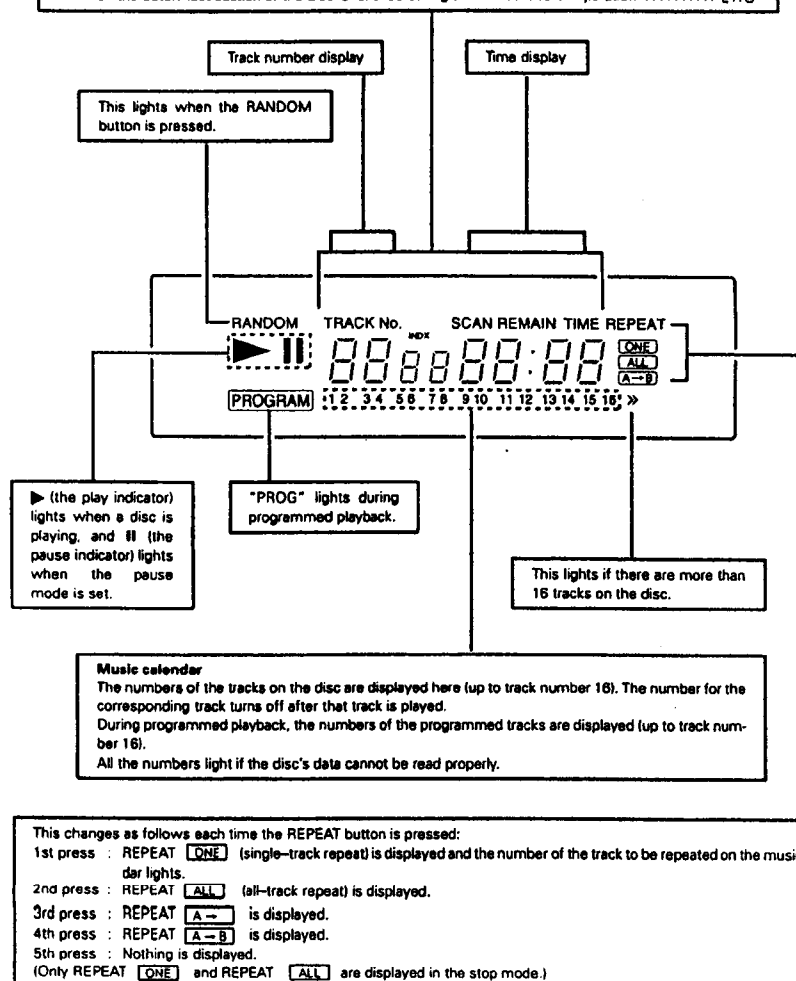 Track number display
Time display
This lights when the RANDOM
button is pressed.
RANDOM TRACK No. SCAN REMAIN TIME REPEAT
INDX
88 88 88:88
ONE
ALL
A→B
PROGRAM 1 2 3 4 5 6 7 8 9 10 11 12 13 14 15 16 »
▶ (the play indicator)
lights when a disc is
playing, and II (the
pause indicator) lights
when the pause
mode is set.
"PROG" lights during
programmed playback.
This lights if there are more than
16 tracks on the disc.
Music calendar
The numbers of the tracks on the disc are displayed here (up to track number 16). The number for the
corresponding track turns off after that track is played.
During programmed playback, the numbers of the programmed tracks are displayed (up to track num-
ber 16).
All the numbers light if the disc's data cannot be read properly.
This changes as follows each time the REPEAT button is pressed:
1st press : REPEAT ONE (single–track repeat) is displayed and the number of the track to be repeated on the musi
dar lights.
2nd press : REPEAT ALL (all–track repeat) is displayed.
3rd press : REPEAT A → is displayed.
4th press : REPEAT A → B is displayed.
5th press : Nothing is displayed.
(Only REPEAT ONE and REPEAT ALL are displayed in the stop mode.)